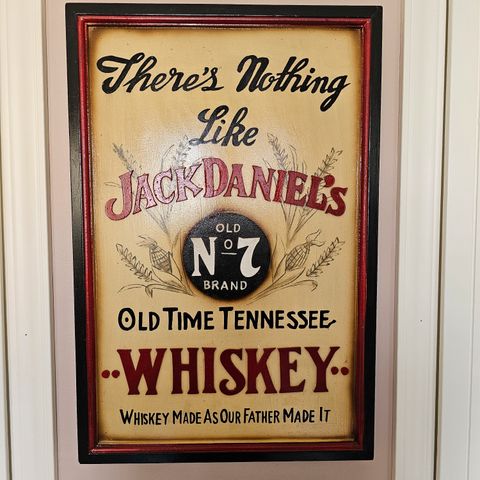 There's Nothing
Like
JACK DANIEL'S
OLD
No 7
BRAND
OLD TIME TENNESSEE
··WHISKEY··
WHISKEY MADE AS OUR FATHER MADE IT